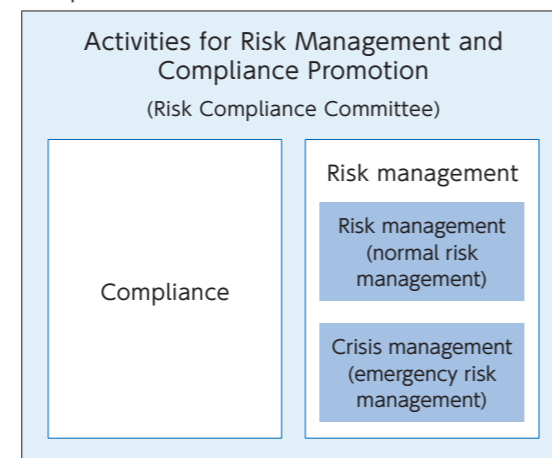 Activities for Risk Management and
Compliance Promotion
(Risk Compliance Committee)
Compliance
Risk management
Risk management
(normal risk
management)
Crisis management
(emergency risk
management)